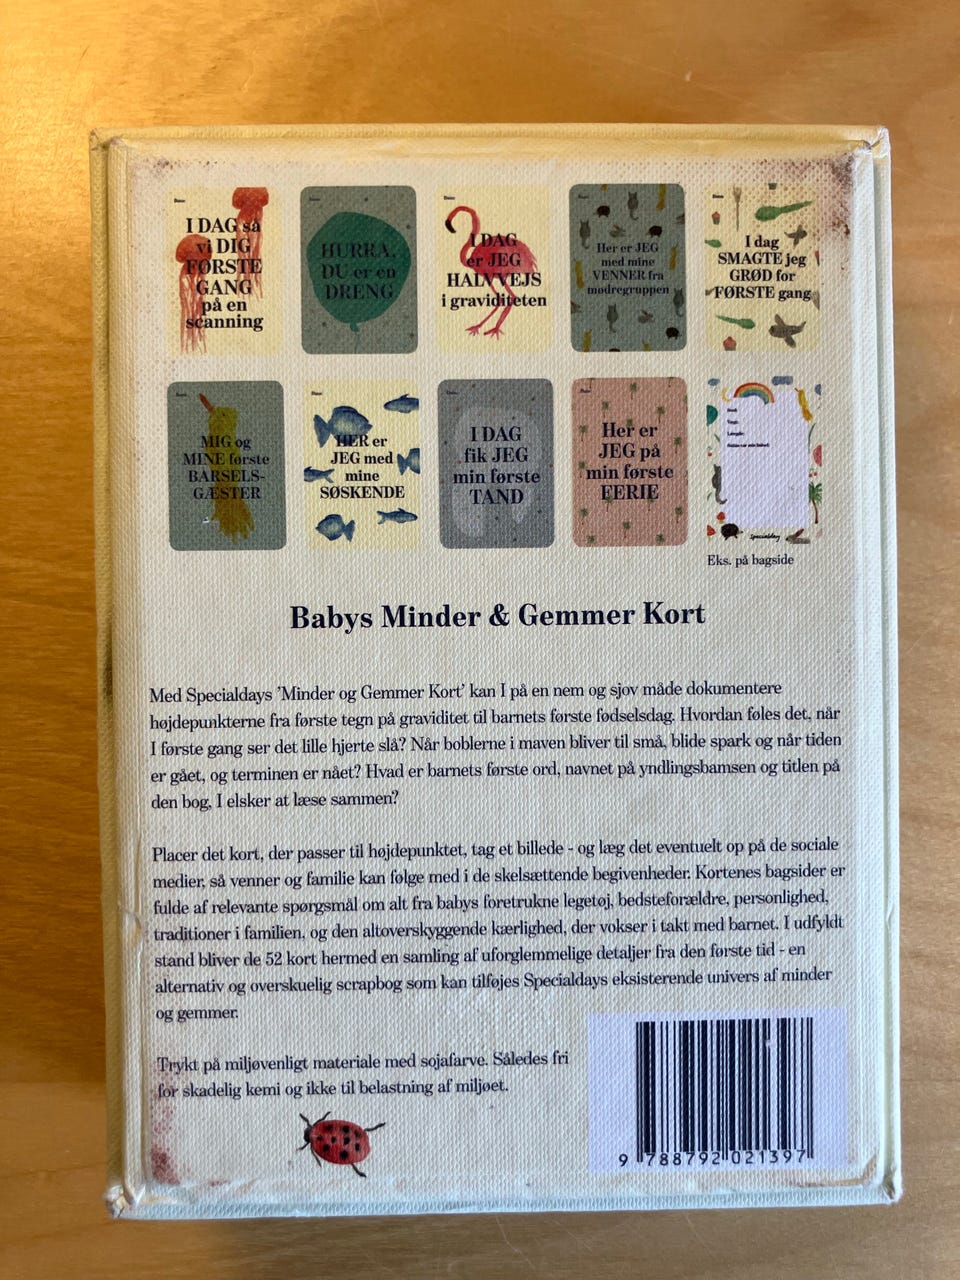 Dato:
I DAG så
vi DIG
FØRSTE
GANG
på en
scanning
HURRA,
DU er en
DRENG
Dato:
I DAG
er JEG
HALVVEJS
i graviditeten
Her er JEG
med mine
VENNER fra
mødregruppen
I dag
SMAGTE jeg
GRØD for
FØRSTE gang
MIG og
MINE første
BARSELS-
GÆSTER
HER er
JEG med
mine
SØSKENDE
I DAG
fik JEG
min første
TAND
Her er
JEG på
min første
FERIE
Vægt:
Længde:
Specialday
Eks. på bagside
Babys Minder & Gemmer Kort
Med Specialdays 'Minder og Gemmer Kort' kan I på en nem og sjov måde dokumentere
højdepunkterne fra første tegn på graviditet til barnets første fødselsdag. Hvordan føles det, når
I første gang ser det lille hjerte slå? Når boblerne i maven bliver til små, blide spark og når tiden
er gået, og terminen er nået? Hvad er barnets første ord, navnet på yndlingsbamsen og titlen på
den bog, I elsker at læse sammen?
Placer det kort, der passer til højdepunktet, tag et billede - og læg det eventuelt op på de sociale
medier, så venner og familie kan følge med i de skelsættende begivenheder. Kortenes bagsider er
fulde af relevante spørgsmål om alt fra babys foretrukne legetøj, bedsteforældre, personlighed,
traditioner i familien, og den altoverskyggende kærlighed, der vokser i takt med barnet. I udfyldt
stand bliver de 52 kort hermed en samling af uforglemmelige detaljer fra den første tid - en
alternativ og overskuelig scrapbog som kan tilføjes Specialdays eksisterende univers af minder
og gemmer.
Trykt på miljøvenligt materiale med sojafarve. Således fri
for skadelig kemi og ikke til belastning af miljøet.
9 788792 021397